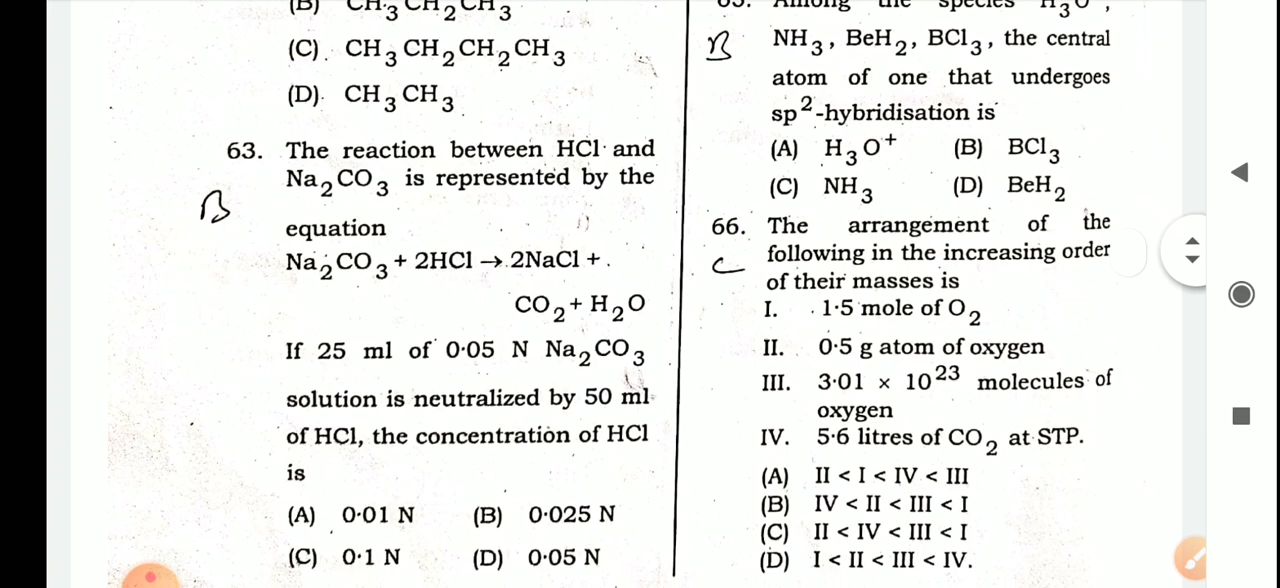 (B) CH3CH2CH3
(C). CH3CH2CH2CH3
(D). CH3CH3
63. The reaction between HCl and
Na2CO3 is represented by the
B
equation
Na2CO3 + 2HCl → 2NaCl +
CO2 + H2O
If 25 ml of 0·05 N Na2CO3
solution is neutralized by 50 ml
of HCl, the concentration of HCl
is
(A) 0·01 N (B) 0·025 N
(C) 0·1 N (D) 0·05 N
65. Among the species H3O+,
B NH3, BeH2, BCl3, the central
atom of one that undergoes
sp2-hybridisation is
(A) H3O+ (B) BCl3
(C) NH3 (D) BeH2
66. The arrangement of the
C following in the increasing order
of their masses is
I. 1·5 mole of O2
II. 0·5 g atom of oxygen
III. 3·01 × 10^23 molecules of
oxygen
IV. 5·6 litres of CO2 at STP.
(A) II < I < IV < III
(B) IV < II < III < I
(C) II < IV < III < I
(D) I < II < III < IV.